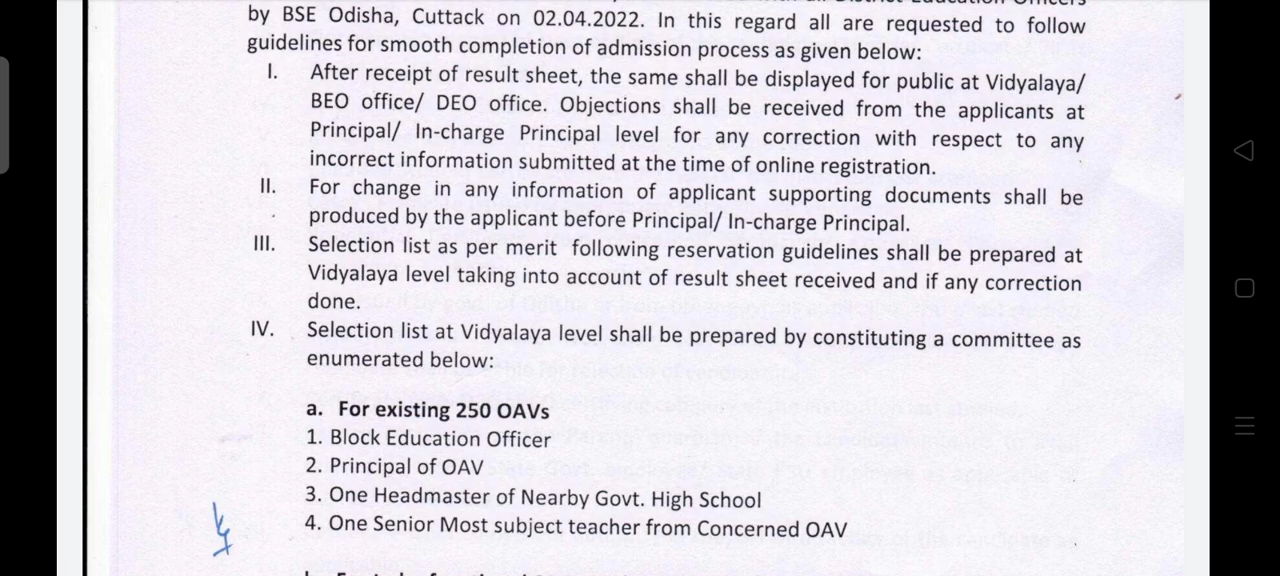 by BSE Odisha, Cuttack on 02.04.2022. In this regard all are requested to follow
guidelines for smooth completion of admission process as given below:
I. After receipt of result sheet, the same shall be displayed for public at Vidyalaya/
BEO office/ DEO office. Objections shall be received from the applicants at
Principal/ In-charge Principal level for any correction with respect to any
incorrect information submitted at the time of online registration.
II. For change in any information of applicant supporting documents shall be
produced by the applicant before Principal/ In-charge Principal.
III. Selection list as per merit following reservation guidelines shall be prepared at
Vidyalaya level taking into account of result sheet received and if any correction
done.
IV. Selection list at Vidyalaya level shall be prepared by constituting a committee as
enumerated below:
a. For existing 250 OAVs
1. Block Education Officer
2. Principal of OAV
3. One Headmaster of Nearby Govt. High School
4. One Senior Most subject teacher from Concerned OAV